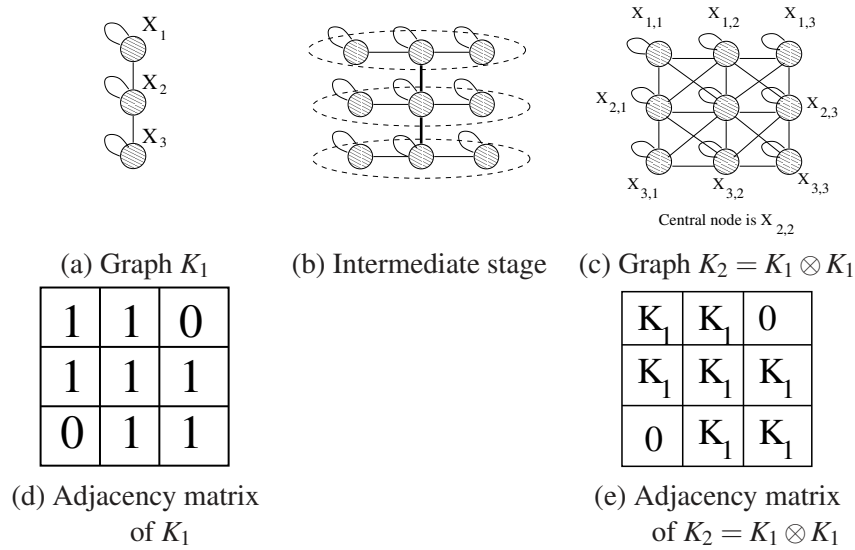 X₁
X₂
X₃
X₁,₁ X₁,₂ X₁,₃
X₂,₁ X₂,₃
X₃,₁ X₃,₂ X₃,₃
Central node is X₂,₂
(a) Graph K₁ (b) Intermediate stage (c) Graph K₂ = K₁ ⊗ K₁
1 1 0
1 1 1
0 1 1
K₁ K₁ 0
K₁ K₁ K₁
0 K₁ K₁
(d) Adjacency matrix
of K₁
(e) Adjacency matrix
of K₂ = K₁ ⊗ K₁